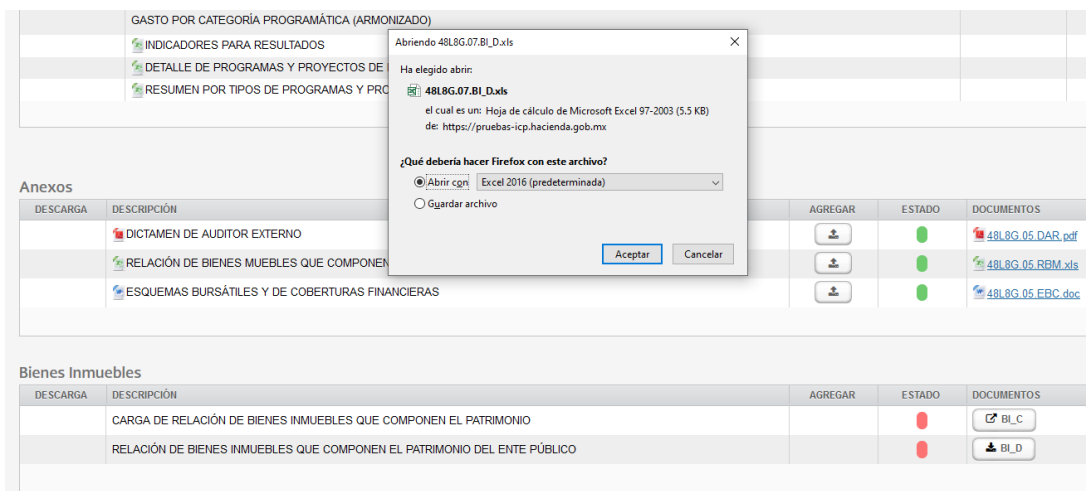 GASTO POR CATEGORÍA PROGRAMÁTICA (ARMONIZADO)
INDICADORES PARA RESULTADOS
DETALLE DE PROGRAMAS Y PROYECTOS DE
RESUMEN POR TIPOS DE PROGRAMAS Y PRO
Abriendo 48L8G.07.BI_D.xls
Ha elegido abrir:
48L8G.07.BI_D.xls
el cual es un: Hoja de cálculo de Microsoft Excel 97-2003 (5.5 KB)
de: https://pruebas-icp.hacienda.gob.mx
¿Qué debería hacer Firefox con este archivo?
Abrir con Excel 2016 (predeterminada)
Guardar archivo
Aceptar Cancelar
Anexos
DESCARGA DESCRIPCIÓN AGREGAR ESTADO DOCUMENTOS
DICTAMEN DE AUDITOR EXTERNO 48L8G.05.DAR.pdf
RELACIÓN DE BIENES MUEBLES QUE COMPONEN 48L8G.05.RBM.xls
ESQUEMAS BURSÁTILES Y DE COBERTURAS FINANCIERAS 48L8G.05.EBC.doc
Bienes Inmuebles
DESCARGA DESCRIPCIÓN AGREGAR ESTADO DOCUMENTOS
CARGA DE RELACIÓN DE BIENES INMUEBLES QUE COMPONEN EL PATRIMONIO BI_C
RELACIÓN DE BIENES INMUEBLES QUE COMPONEN EL PATRIMONIO DEL ENTE PÚBLICO BI_D